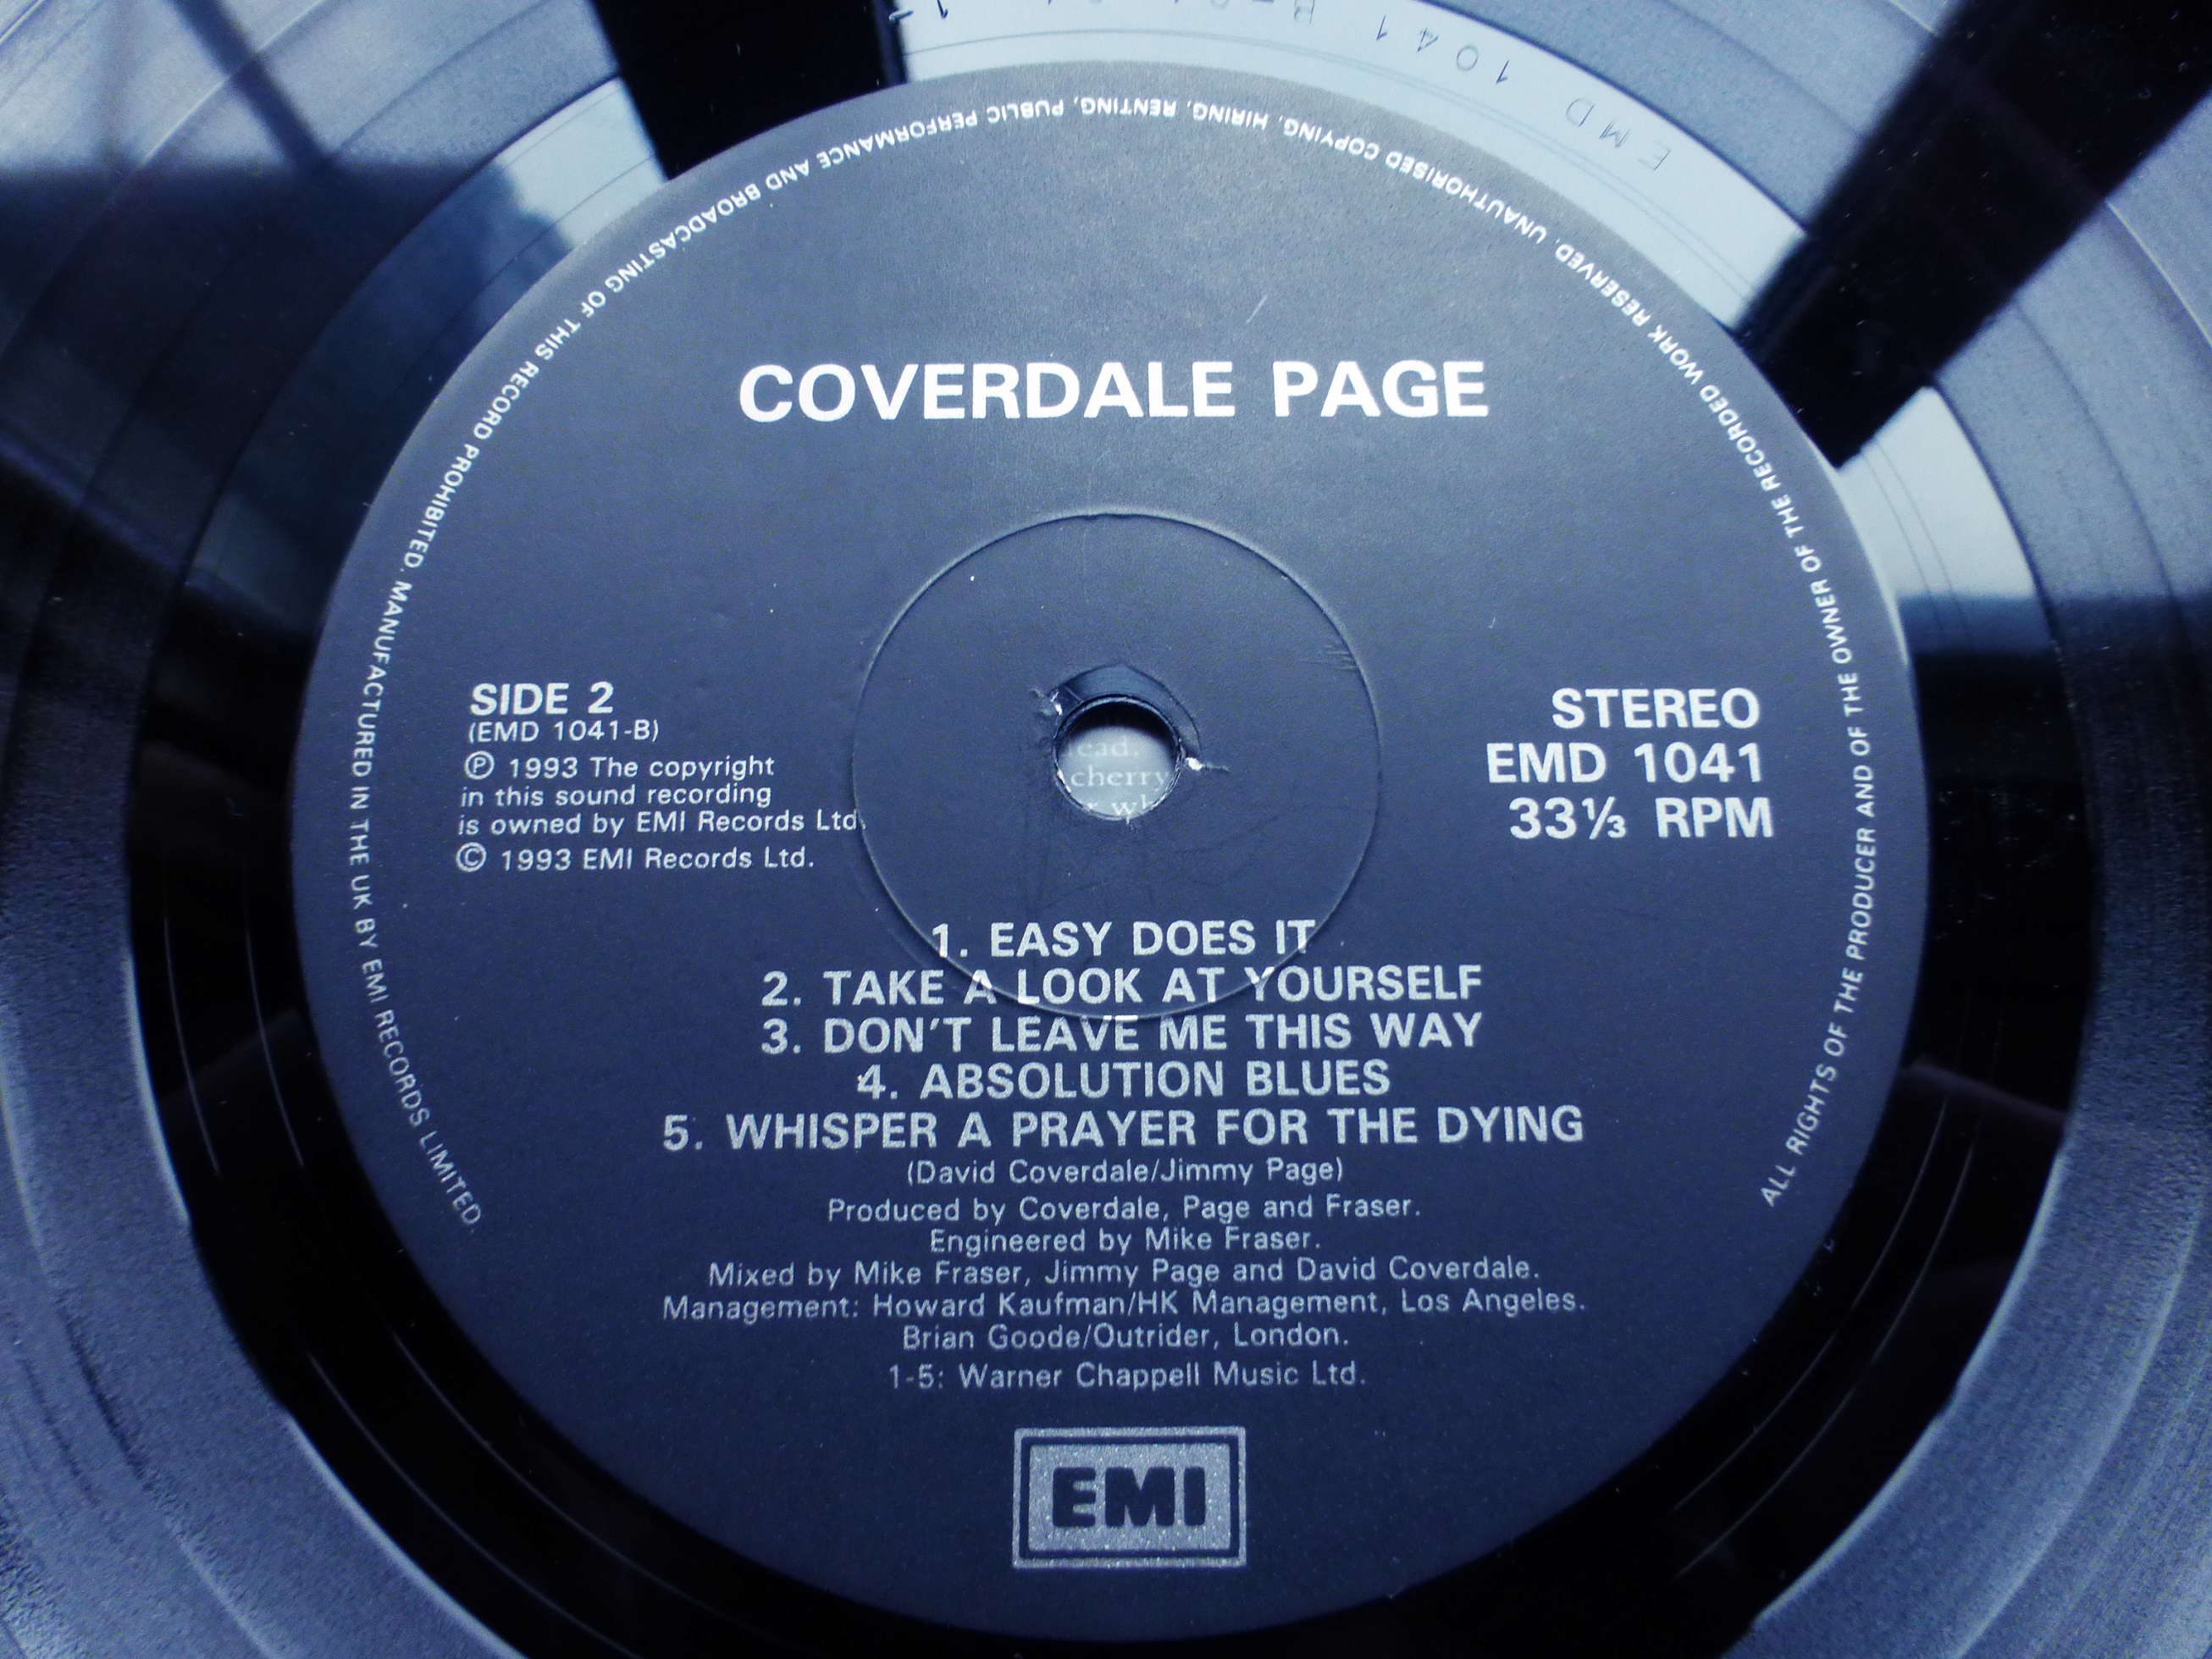 EMD 1041 B
ALL RIGHTS OF THE PRODUCER AND OF THE OWNER OF THE RECORDED WORK RESERVED. UNAUTHORISED COPYING, HIRING, RENTING, PUBLIC PERFORMANCE AND BROADCASTING OF THIS RECORD PROHIBITED. MANUFACTURED IN THE UK BY EMI RECORDS LIMITED.
COVERDALE PAGE
SIDE 2
(EMD 1041-B)
℗ 1993 The copyright
in this sound recording
is owned by EMI Records Ltd.
© 1993 EMI Records Ltd.
cherry
STEREO
EMD 1041
33⅓ RPM
1. EASY DOES IT
2. TAKE A LOOK AT YOURSELF
3. DON'T LEAVE ME THIS WAY
4. ABSOLUTION BLUES
5. WHISPER A PRAYER FOR THE DYING
(David Coverdale/Jimmy Page)
Produced by Coverdale, Page and Fraser.
Engineered by Mike Fraser.
Mixed by Mike Fraser, Jimmy Page and David Coverdale.
Management: Howard Kaufman/HK Management, Los Angeles.
Brian Goode/Outrider, London.
1-5: Warner Chappell Music Ltd.
EMI